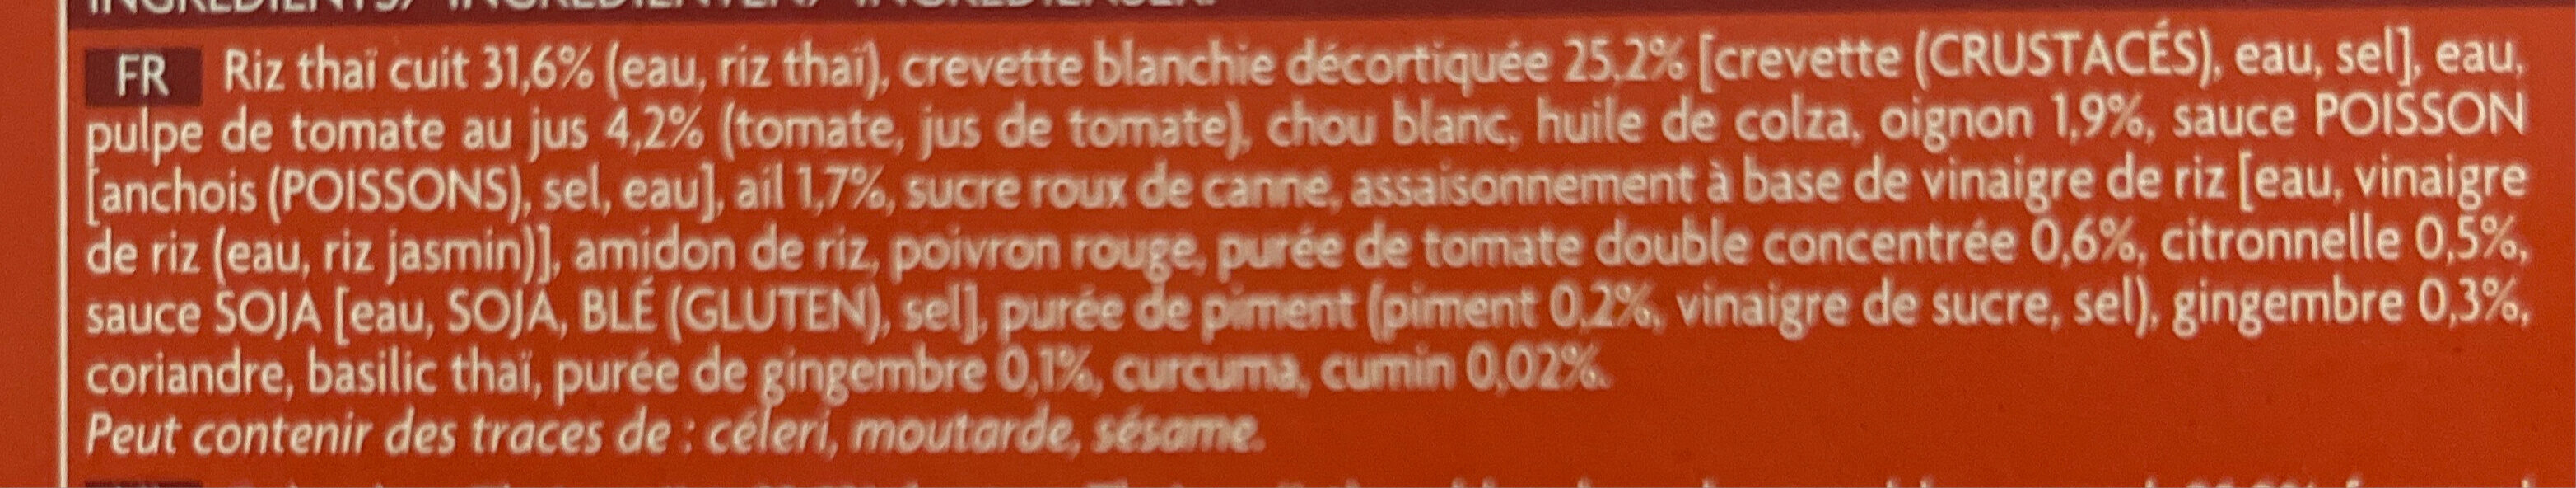 INGRÉDIENTS/ INGREDIËNTEN/ INGREDIENSER:
FR Riz thaï cuit 31,6% (eau, riz thaï), crevette blanchie décortiquée 25,2% [crevette (CRUSTACÉS), eau, sel], eau,
pulpe de tomate au jus 4,2% (tomate, jus de tomate), chou blanc, huile de colza, oignon 1,9%, sauce POISSON
[anchois (POISSONS), sel, eau], ail 1,7%, sucre roux de canne, assaisonnement à base de vinaigre de riz [eau, vinaigre
de riz (eau, riz jasmin)], amidon de riz, poivron rouge, purée de tomate double concentrée 0,6%, citronnelle 0,5%,
sauce SOJA [eau, SOJA, BLÉ (GLUTEN), sel], purée de piment (piment 0,2%, vinaigre de sucre, sel), gingembre 0,3%,
coriandre, basilic thaï, purée de gingembre 0,1%, curcuma, cumin 0,02%.
Peut contenir des traces de : céleri, moutarde, sésame.